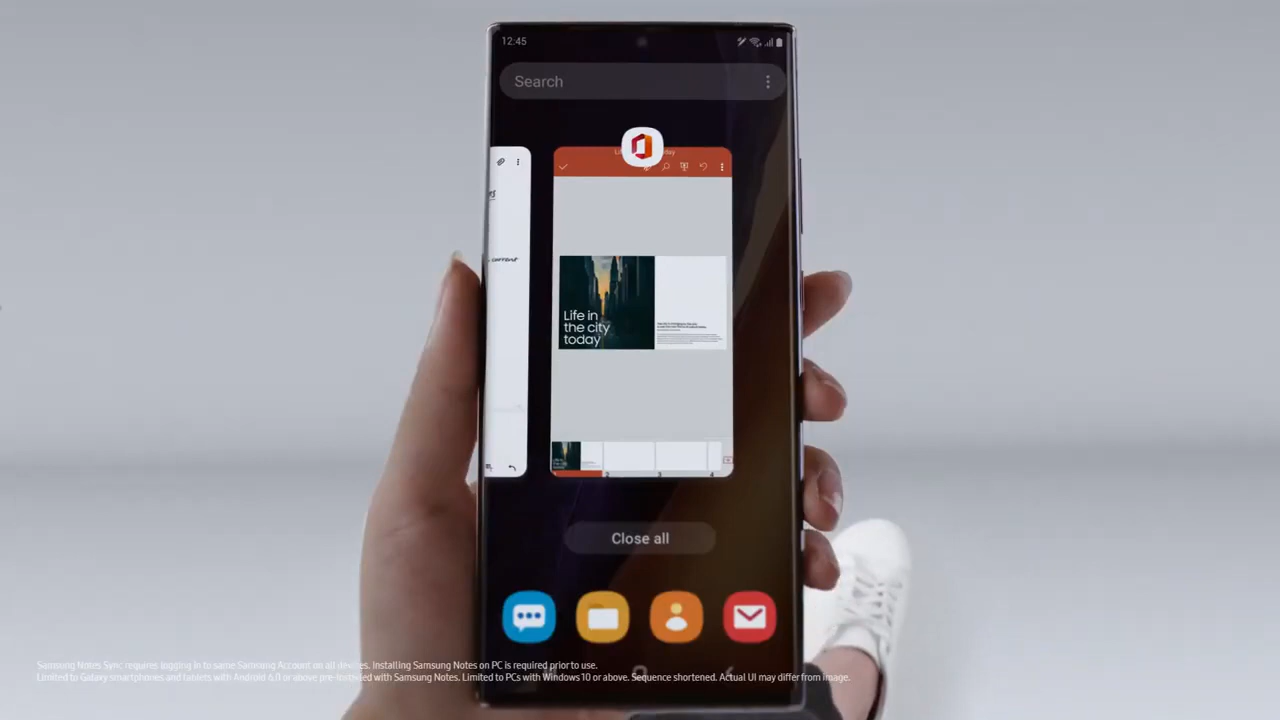 12:45
Search
Life in
the city
today
2
3
4
Close all
Samsung Notes Sync requires logging in to same Samsung Account on all devices. Installing Samsung Notes on PC is required prior to use.
Limited to Galaxy smartphones and tablets with Android 6.0 or above pre-installed with Samsung Notes. Limited to PCs with Windows 10 or above. Sequence shortened. Actual UI may differ from image.